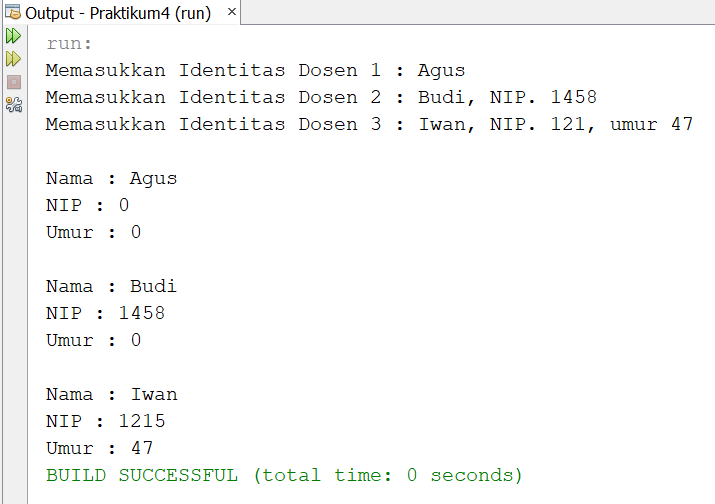 Output - Praktikum4 (run) ×
run:
Memasukkan Identitas Dosen 1 : Agus
Memasukkan Identitas Dosen 2 : Budi, NIP. 1458
Memasukkan Identitas Dosen 3 : Iwan, NIP. 121, umur 47
Nama : Agus
NIP : 0
Umur : 0
Nama : Budi
NIP : 1458
Umur : 0
Nama : Iwan
NIP : 1215
Umur : 47
BUILD SUCCESSFUL (total time: 0 seconds)